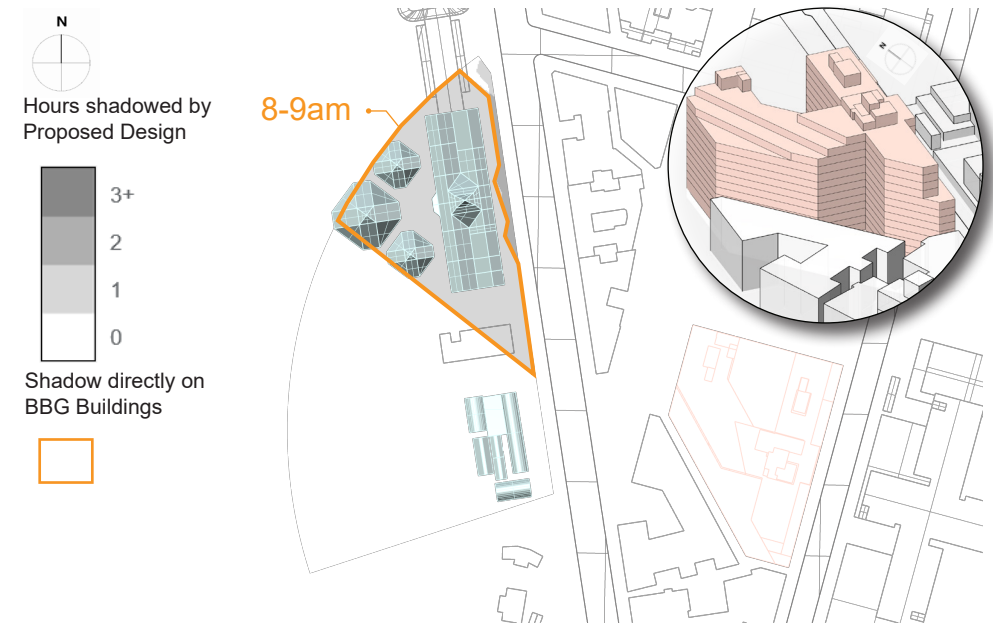 N
Hours shadowed by
Proposed Design
3+
2
1
0
Shadow directly on
BBG Buildings
8-9am
N